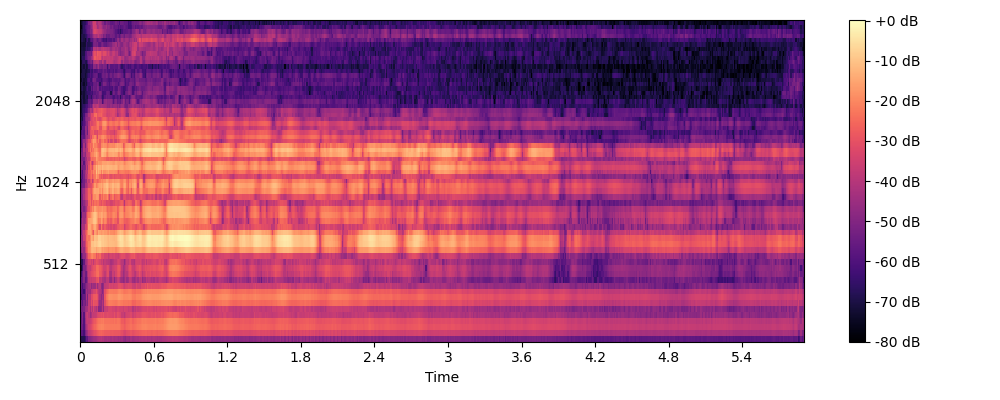 +0 dB
-10 dB
2048
-20 dB
-30 dB
Hz
1024
-40 dB
-50 dB
512
-60 dB
-70 dB
-80 dB
0 0.6 1.2 1.8 2.4 3 3.6 4.2 4.8 5.4
Time